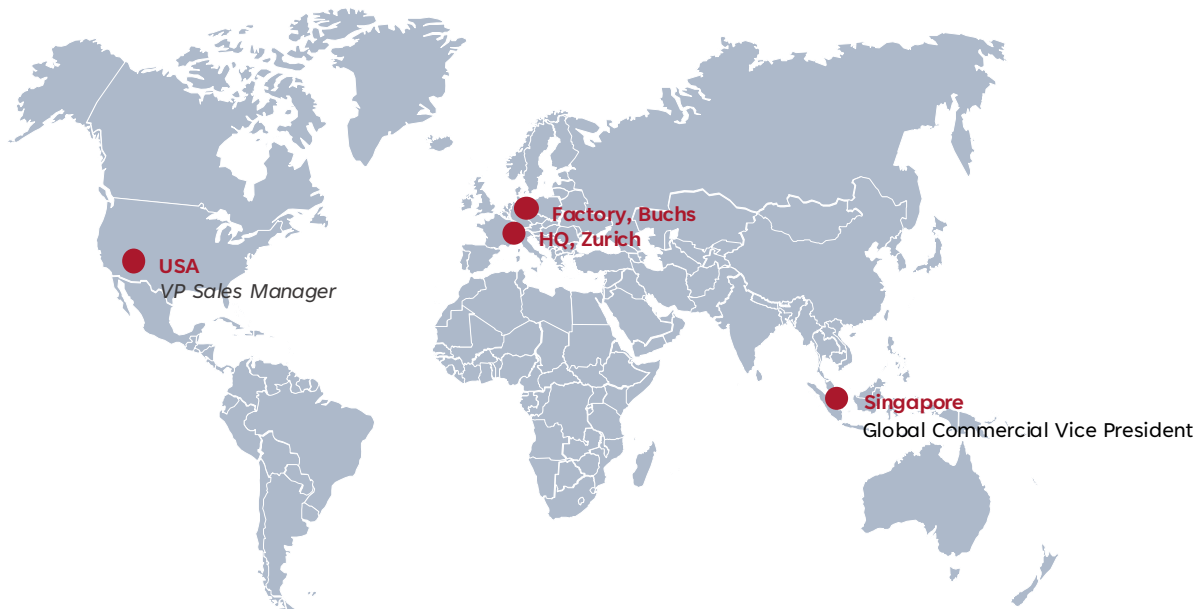 Factory, Buchs
HQ, Zurich
USA
VP Sales Manager
Singapore
Global Commercial Vice President